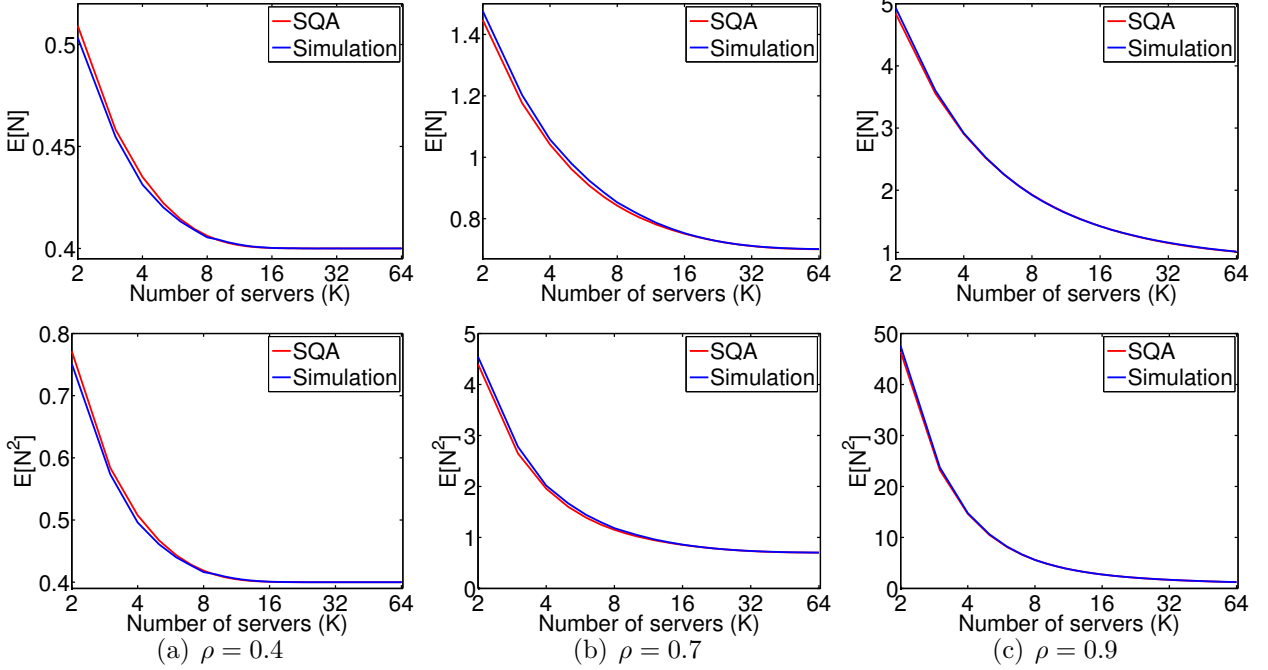 SQA
Simulation
E[N]
0.5
0.45
0.4
2 4 8 16 32 64
Number of servers (K)
SQA
Simulation
E[N]
1.4
1.2
1
0.8
2 4 8 16 32 64
Number of servers (K)
SQA
Simulation
E[N]
5
4
3
2
1
2 4 8 16 32 64
Number of servers (K)
SQA
Simulation
E[N²]
0.8
0.7
0.6
0.5
0.4
2 4 8 16 32 64
Number of servers (K)
(a) ρ = 0.4
SQA
Simulation
E[N²]
5
4
3
2
1
0
2 4 8 16 32 64
Number of servers (K)
(b) ρ = 0.7
SQA
Simulation
E[N²]
50
40
30
20
10
0
2 4 8 16 32 64
Number of servers (K)
(c) ρ = 0.9